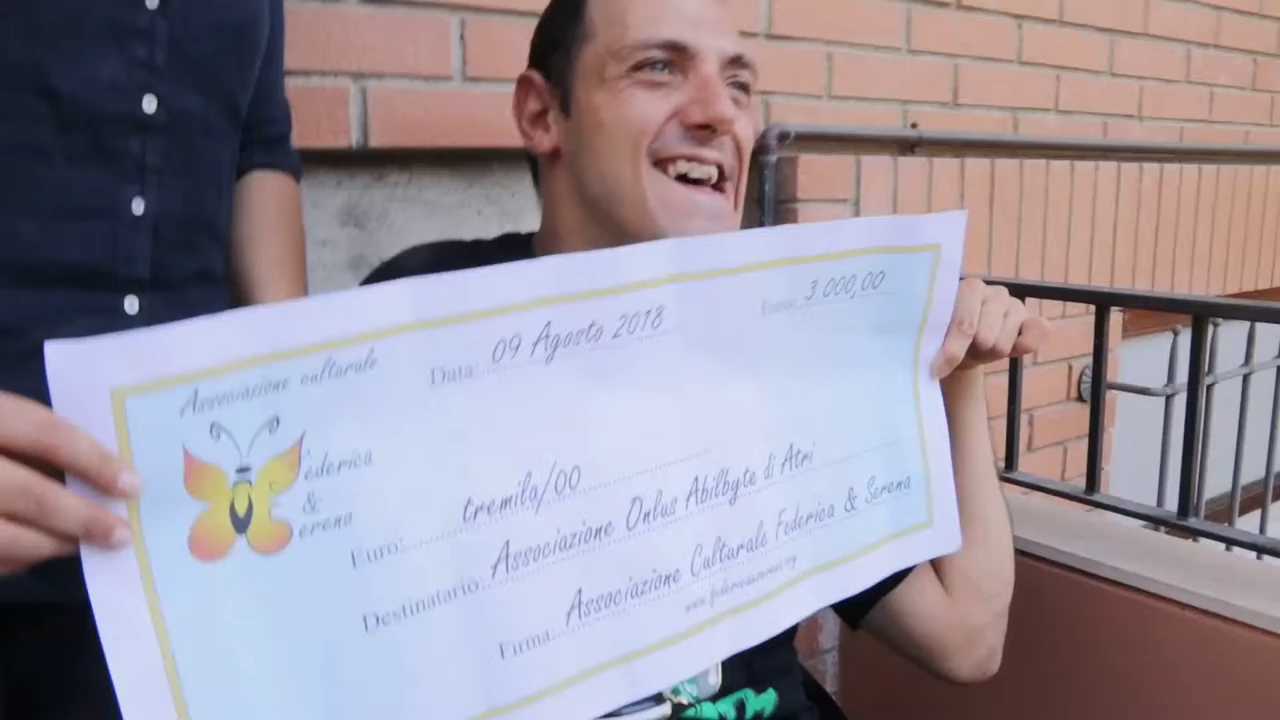 Associazione culturale
Federica
&
Serena
Data: 09 Agosto 2018
Euro: 3.000,00
Euro: tremila/00
Destinatario: Associazione Onlus Abilbyte di Atri
Firma: Associazione Culturale Federica & Serena